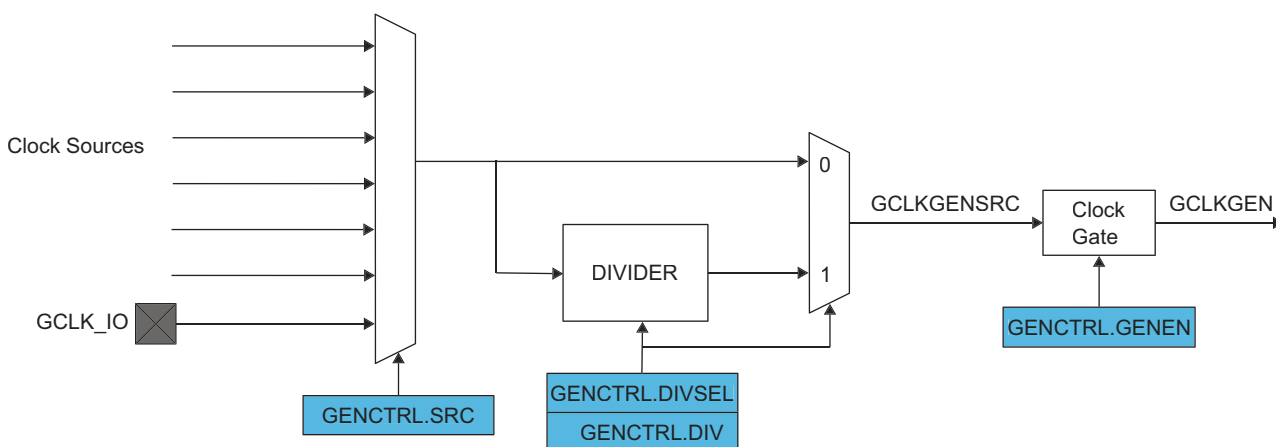 Clock Sources
GCLK_IO
GENCTRL.SRC
DIVIDER
GENCTRL.DIVSEL
GENCTRL.DIV
0
1
GCLKGENSRC
Clock
Gate
GCLKGEN
GENCTRL.GENEN